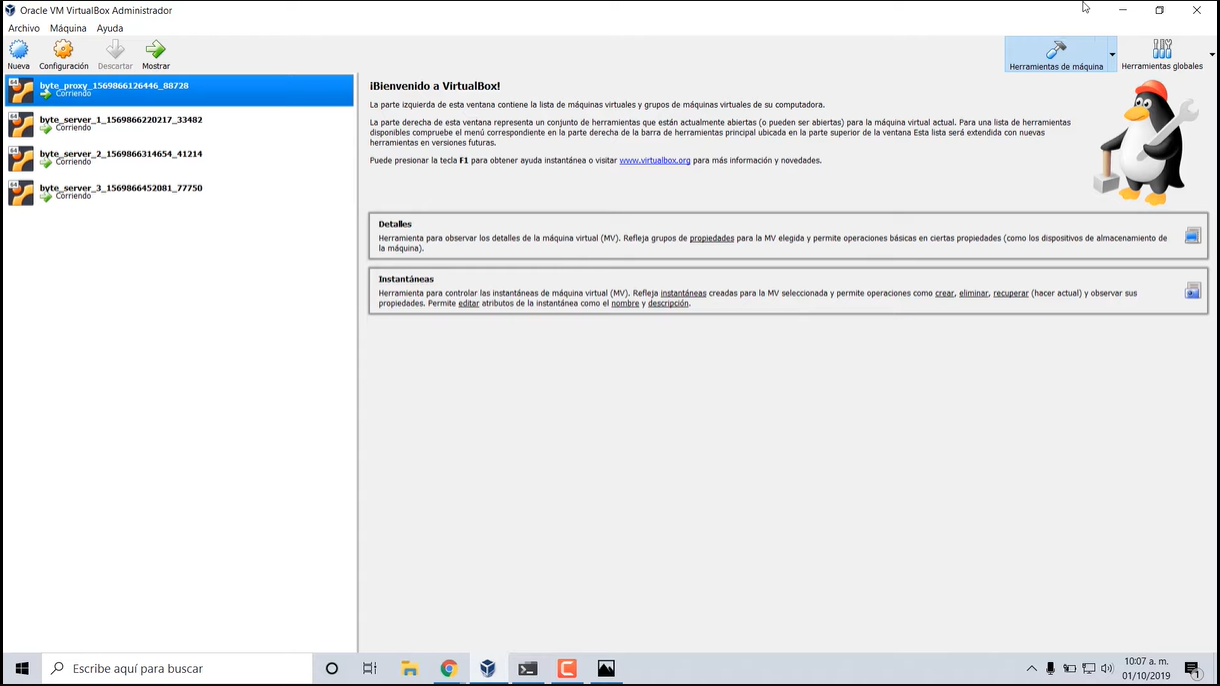 Oracle VM VirtualBox Administrador
Archivo Máquina Ayuda
Nueva Configuración Descartar Mostrar
Herramientas de máquina Herramientas globales
64 byte_proxy_1569866126446_88728
Corriendo
64 byte_server_1_1569866220217_33482
Corriendo
64 byte_server_2_1569866314654_41214
Corriendo
64 byte_server_3_1569866452081_77750
Corriendo
¡Bienvenido a VirtualBox!
La parte izquierda de esta ventana contiene la lista de máquinas virtuales y grupos de máquinas virtuales de su computadora.
La parte derecha de esta ventana representa un conjunto de herramientas que están actualmente abiertas (o pueden ser abiertas) para la máquina virtual actual. Para una lista de herramientas
disponibles compruebe el menú correspondiente en la parte derecha de la barra de herramientas principal ubicada en la parte superior de la ventana Esta lista será extendida con nuevas
herramientas en versiones futuras.
Puede presionar la tecla F1 para obtener ayuda instantánea o visitar www.virtualbox.org para más información y novedades.
Detalles
Herramienta para observar los detalles de la máquina virtual (MV). Refleja grupos de propiedades para la MV elegida y permite operaciones básicas en ciertas propiedades (como los dispositivos de almacenamiento de
la máquina).
Instantáneas
Herramienta para controlar las instantáneas de máquina virtual (MV). Refleja instantáneas creadas para la MV seleccionada y permite operaciones como crear, eliminar, recuperar (hacer actual) y observar sus
propiedades. Permite editar atributos de la instantánea como el nombre y descripción.
Escribe aquí para buscar
10:07 a. m.
01/10/2019
1